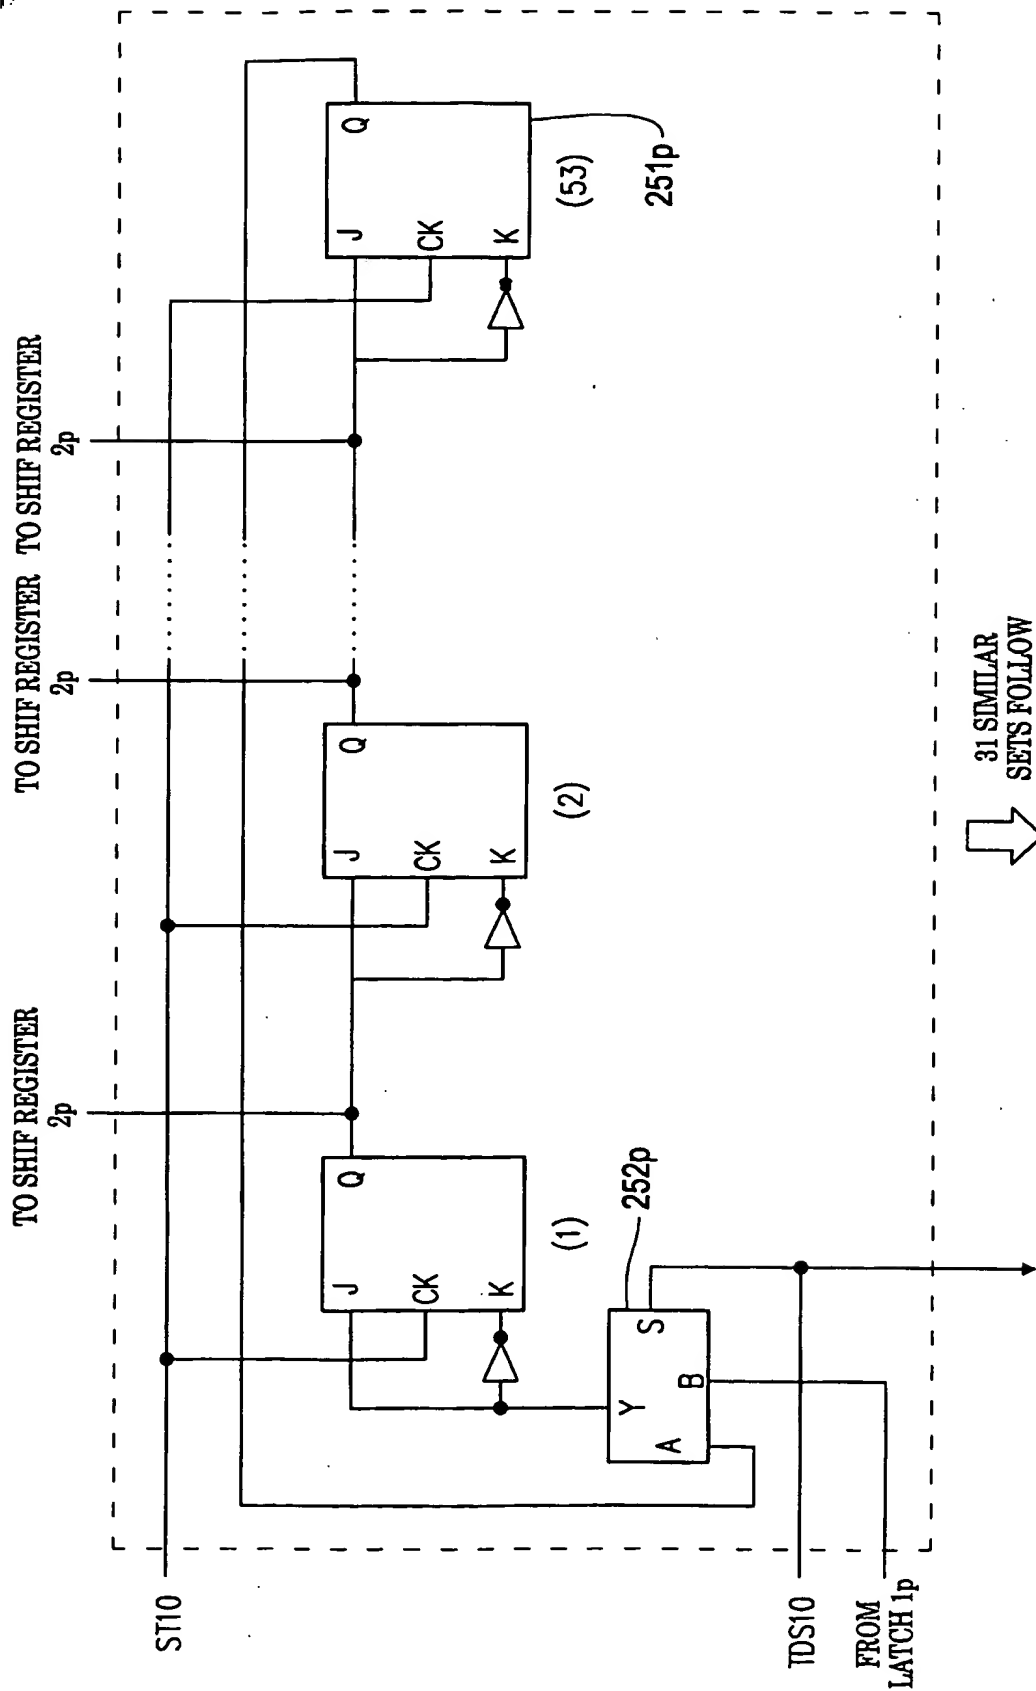 TO SHIF REGISTER
2p
TO SHIF REGISTER
2p
TO SHIF REGISTER
2p
ST10
J
CK
K
Q
(1)
J
CK
K
Q
(2)
J
CK
K
Q
(53)
251p
A
B
Y
S
252p
TDS10
FROM
LATCH 1p
31 SIMILAR
SETS FOLLOW